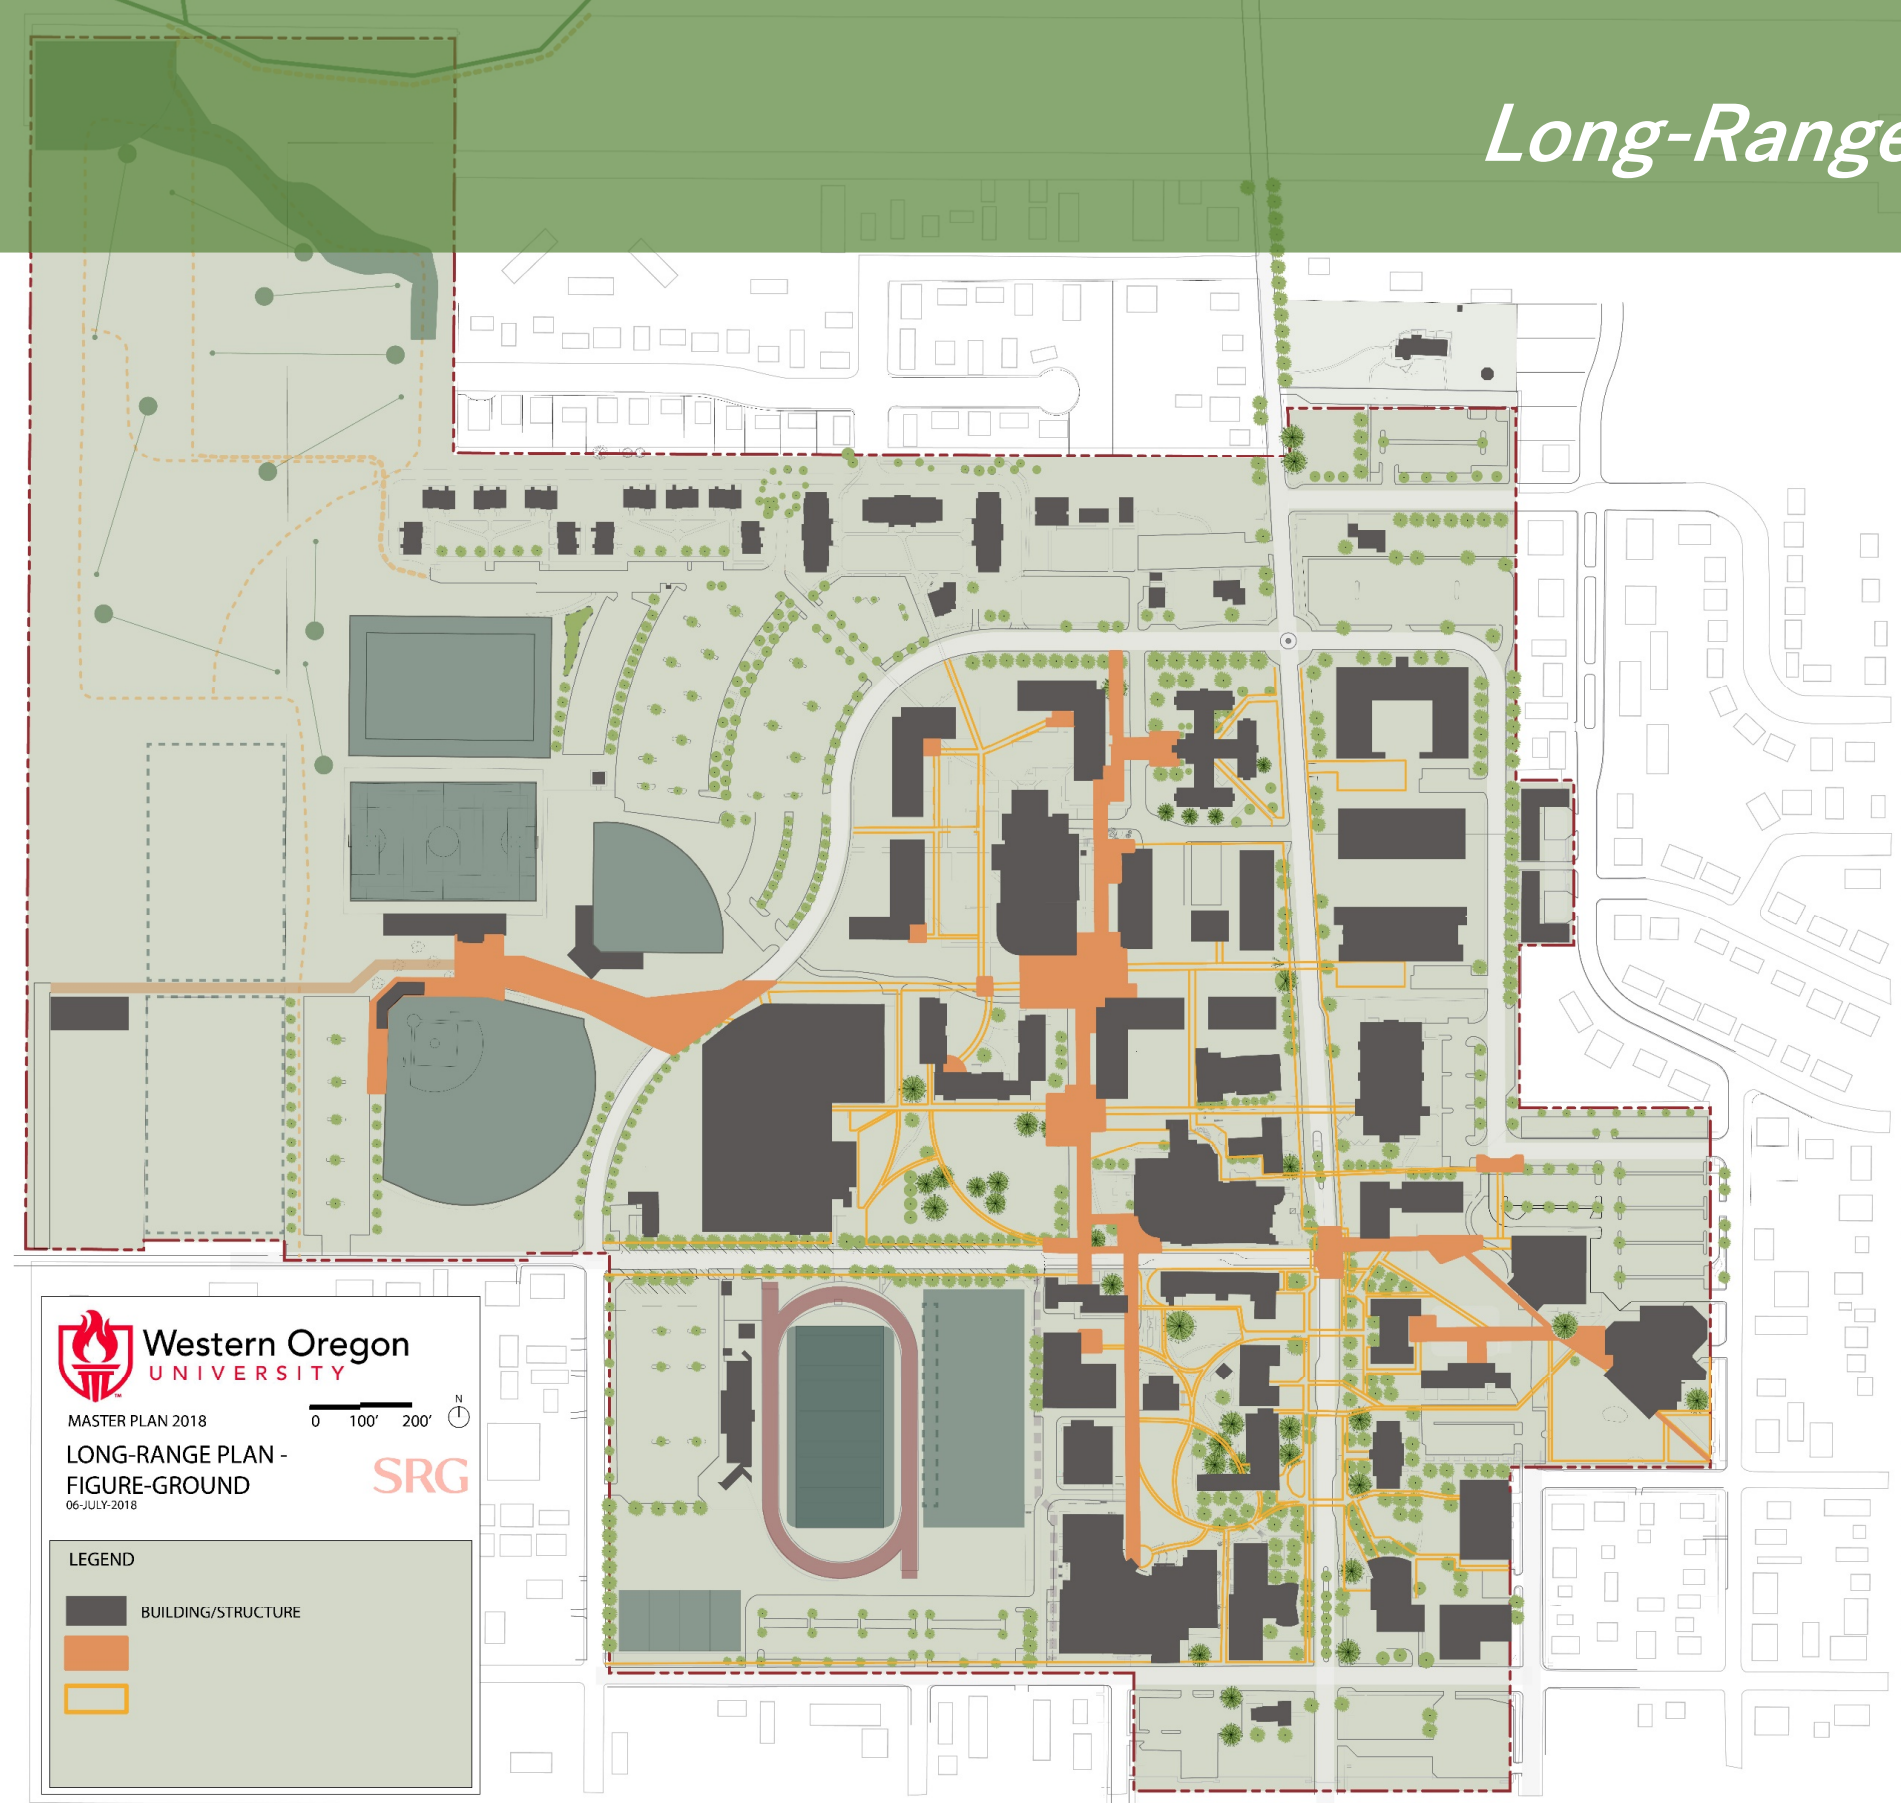 Long-Range
Western Oregon
UNIVERSITY
MASTER PLAN 2018
0 100' 200'
N
LONG-RANGE PLAN -
FIGURE-GROUND
06-JULY-2018
SRG
LEGEND
BUILDING/STRUCTURE